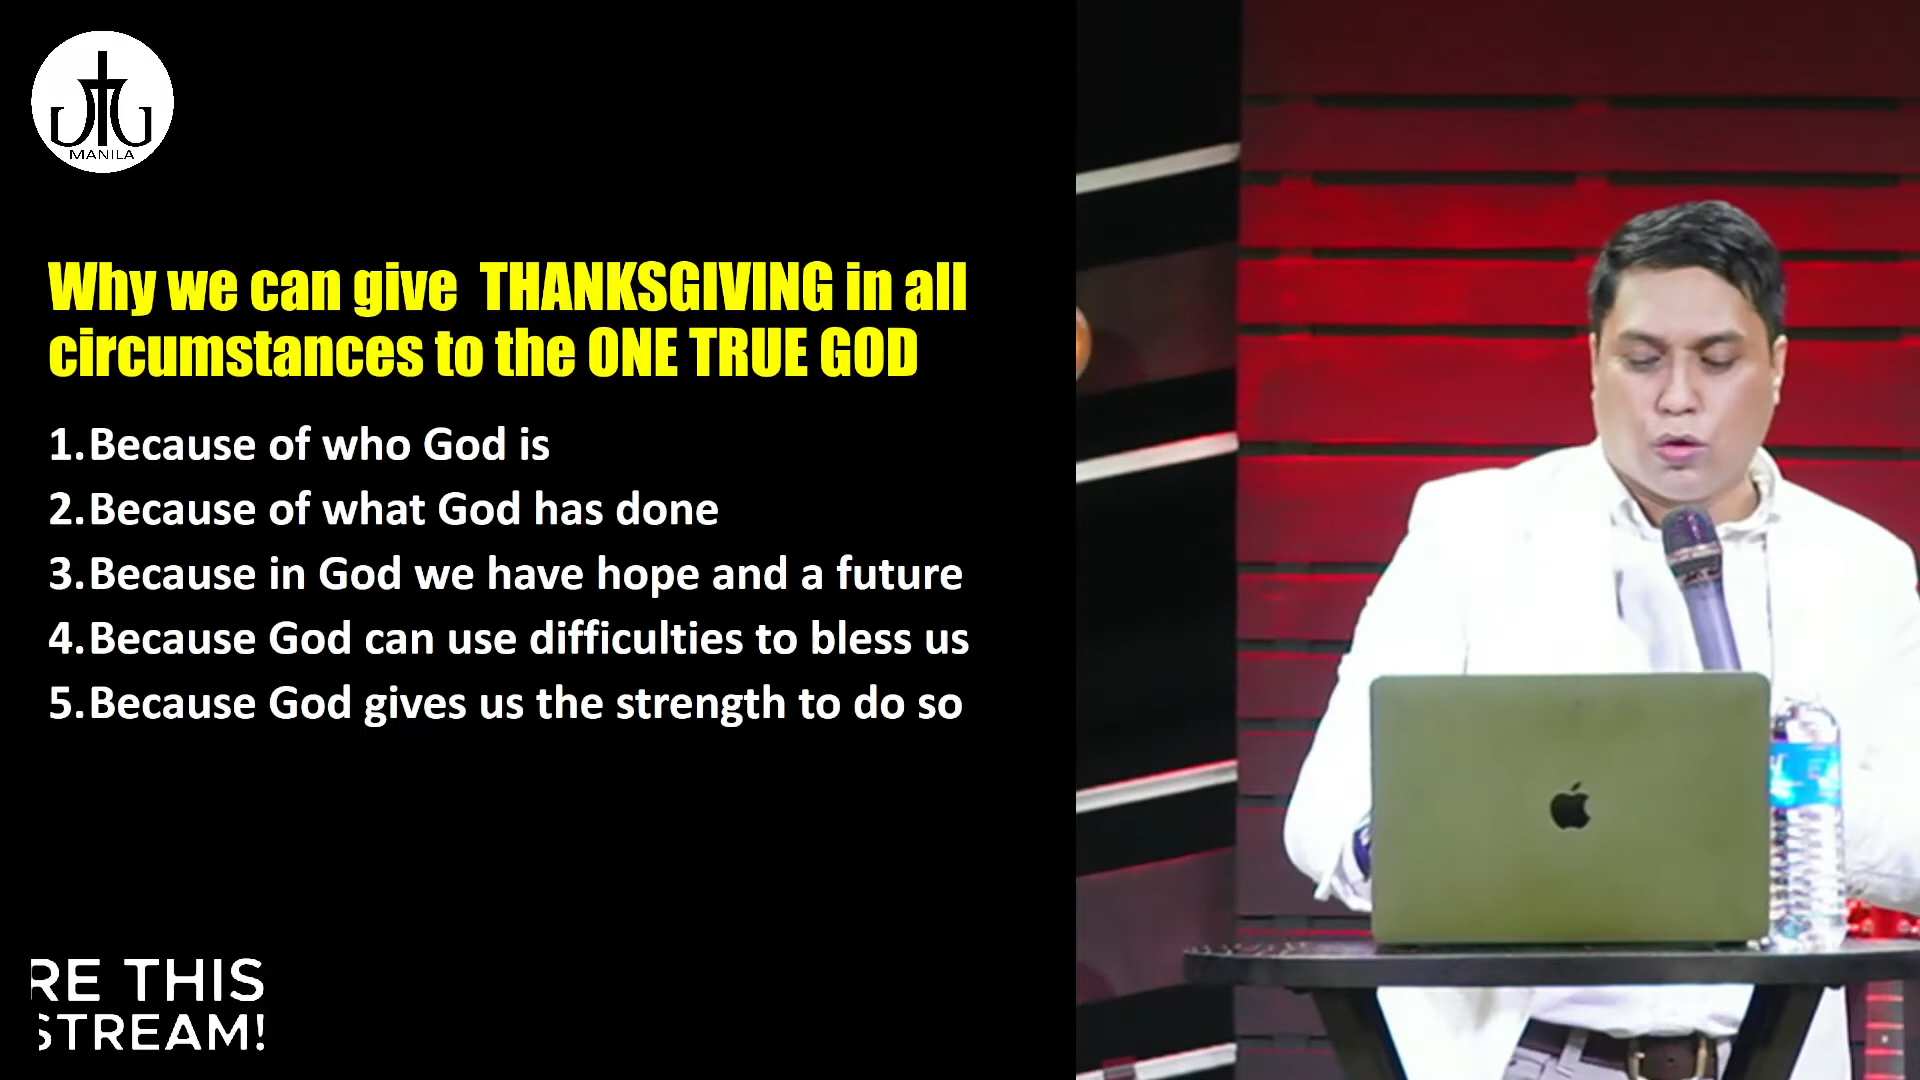 MANILA
Why we can give THANKSGIVING in all
circumstances to the ONE TRUE GOD
1. Because of who God is
2. Because of what God has done
3. Because in God we have hope and a future
4. Because God can use difficulties to bless us
5. Because God gives us the strength to do so
RE THIS
STREAM!